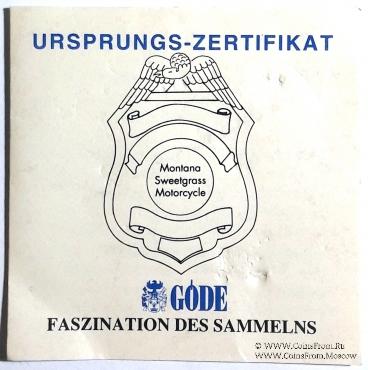 URSPRUNGS-ZERTIFIKAT
Montana
Sweetgrass
Motorcycle
GÖDE
FASZINATION DES SAMMELNS
© WWW.CoinsFrom.Ru
WWW.CoinsFrom.Moscow